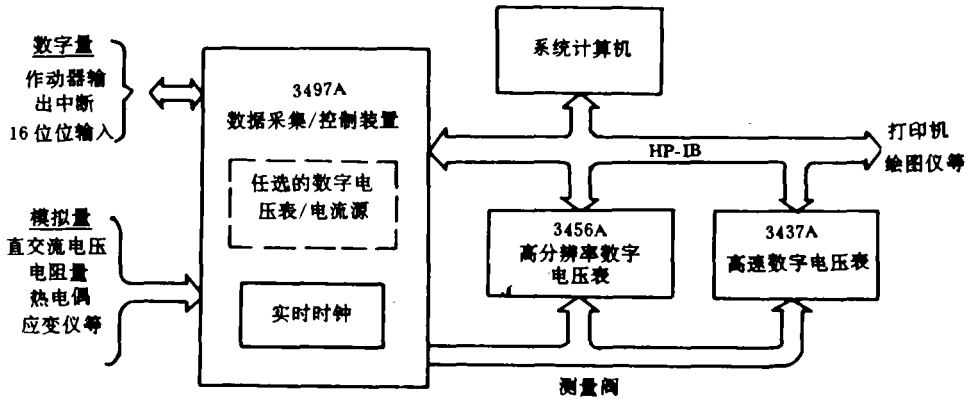 数字量
作动器输
出中断
16位位输入
模拟量
直交流电压
电阻量
热电偶
应变仪等
3497A
数据采集/控制装置
任选的数字电
压表/电流源
实时时钟
系统计算机
HP-IB
打印机
绘图仪等
3456A
高分辨率数字
电压表
3437A
高速数字电压表
测量阀